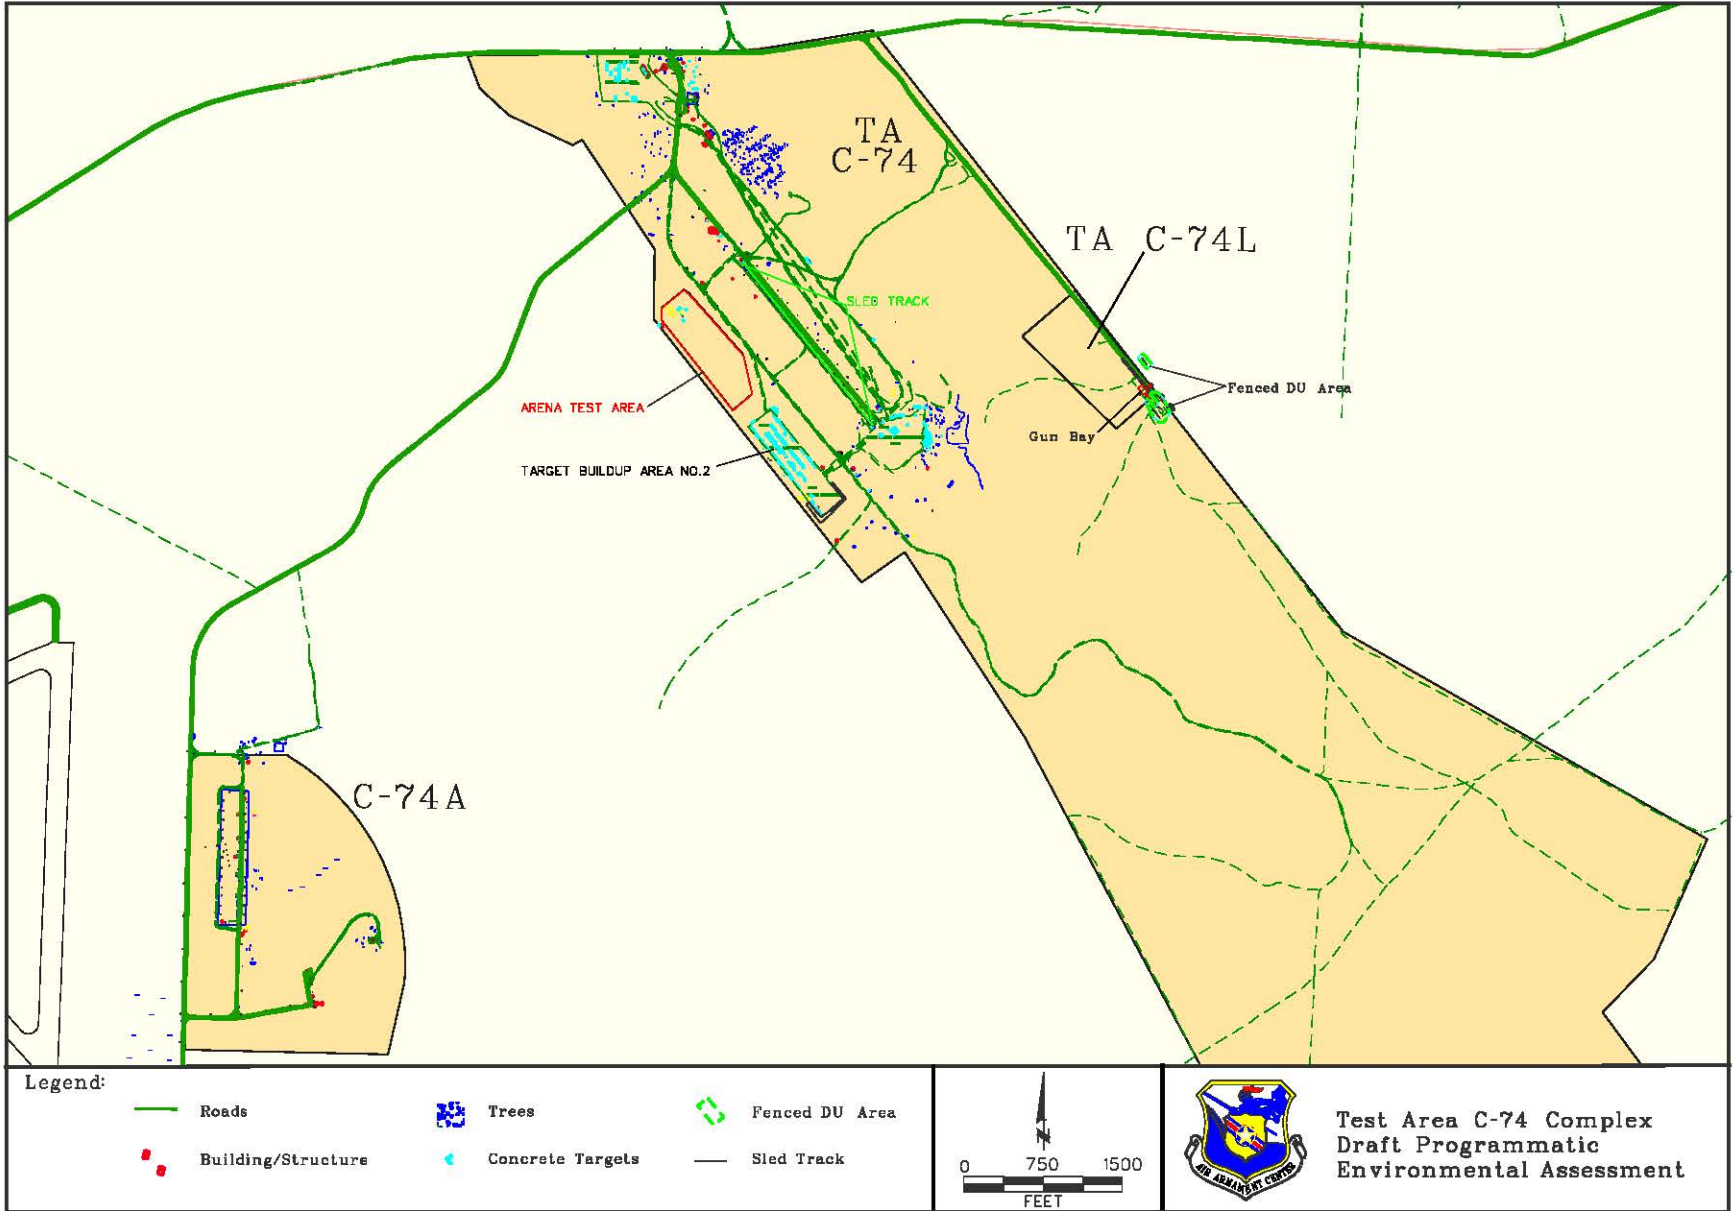 TA
C-74
TA C-74L
SLED TRACK
Fenced DU Area
ARENA TEST AREA
Gun Bay
TARGET BUILDUP AREA NO.2
C-74A
Legend:
Roads
Trees
Fenced DU Area
Building/Structure
Concrete Targets
Sled Track
N
0 750 1500
FEET
AIR ARMAMENT CENTER
Test Area C-74 Complex
Draft Programmatic
Environmental Assessment